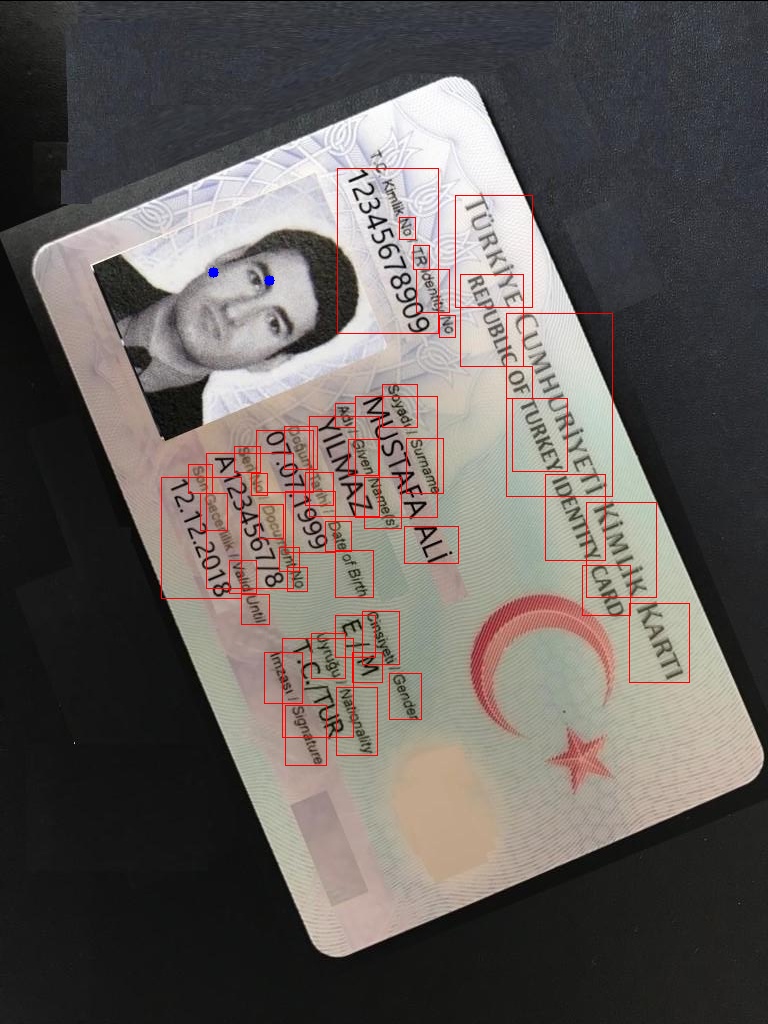 TÜRKİYE CUMHURİYETİ KİMLİK KARTI
REPUBLIC OF TURKEY IDENTITY CARD
T.C. Kimlik No / TR Identity No
12345678909
Soyadı / Surname
MUSTAFA ALİ
Adı / Given Name(s)
YILMAZ
Doğum Tarihi / Date of Birth
07.07.1999
Cinsiyeti / Gender
E / M
Seri No / Document No
A1234567/8
Uyruğu / Nationality
T.C./TUR
Son Geçerlilik / Valid Until
12.12.2018
İmzası / Signature